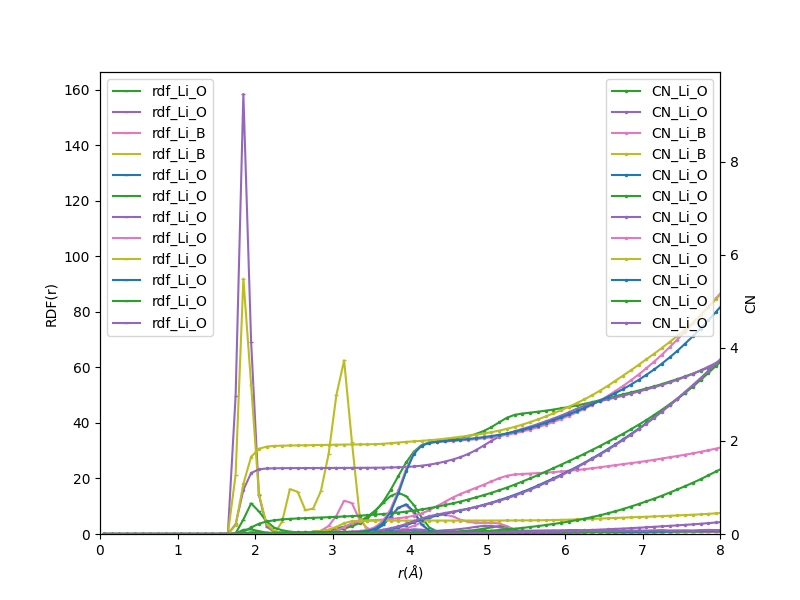 160
140
120
100
80
60
40
20
0
RDF(r)
rdf_Li_O
rdf_Li_O
rdf_Li_B
rdf_Li_B
rdf_Li_O
rdf_Li_O
rdf_Li_O
rdf_Li_O
rdf_Li_O
rdf_Li_O
rdf_Li_O
rdf_Li_O
CN_Li_O
CN_Li_O
CN_Li_B
CN_Li_B
CN_Li_O
CN_Li_O
CN_Li_O
CN_Li_O
CN_Li_O
CN_Li_O
CN_Li_O
CN_Li_O
8
6
4
2
0
CN
0 1 2 3 4 5 6 7 8
r(Å)